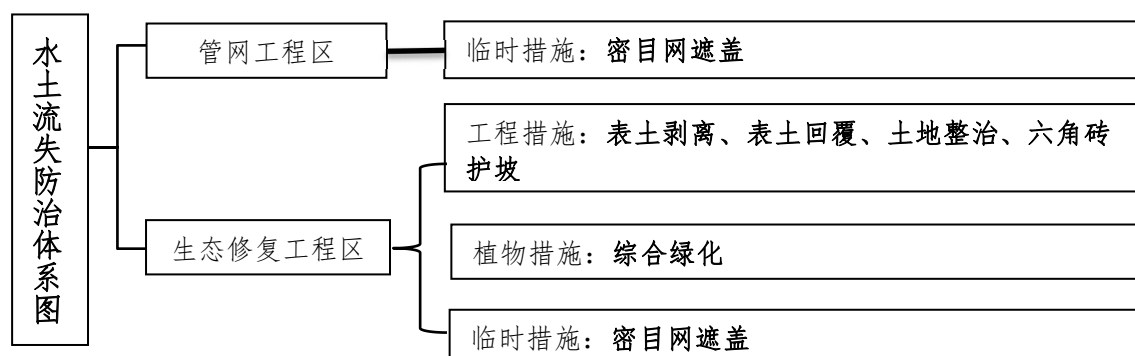 水土流失防治体系图
管网工程区
临时措施：密目网遮盖
工程措施：表土剥离、表土回覆、土地整治、六角砖
护坡
生态修复工程区
植物措施：综合绿化
临时措施：密目网遮盖